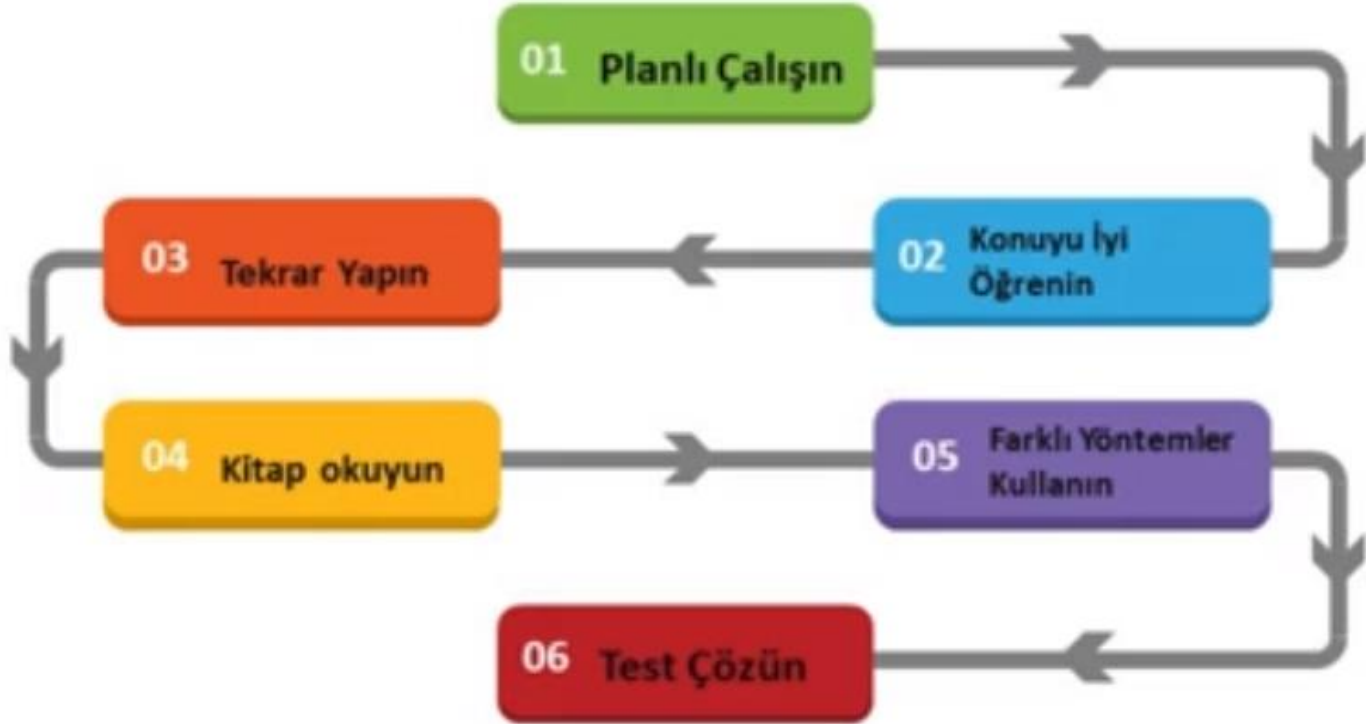 01 Planlı Çalışın
02 Konuyu İyi
Öğrenin
03 Tekrar Yapın
04 Kitap okuyun
05 Farklı Yöntemler
Kullanın
06 Test Çözün